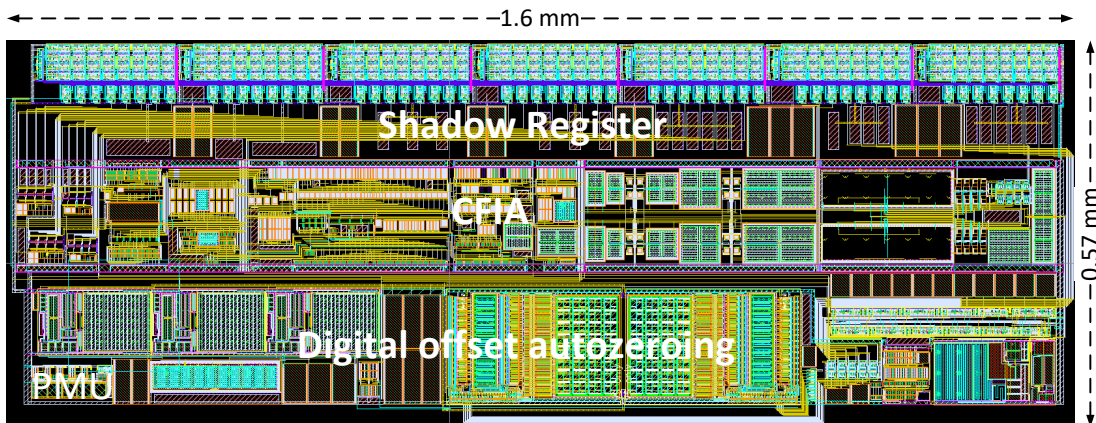 1.6 mm
Shadow Register
CFIA
0.57 mm
Digital offset autozeroing
PMU